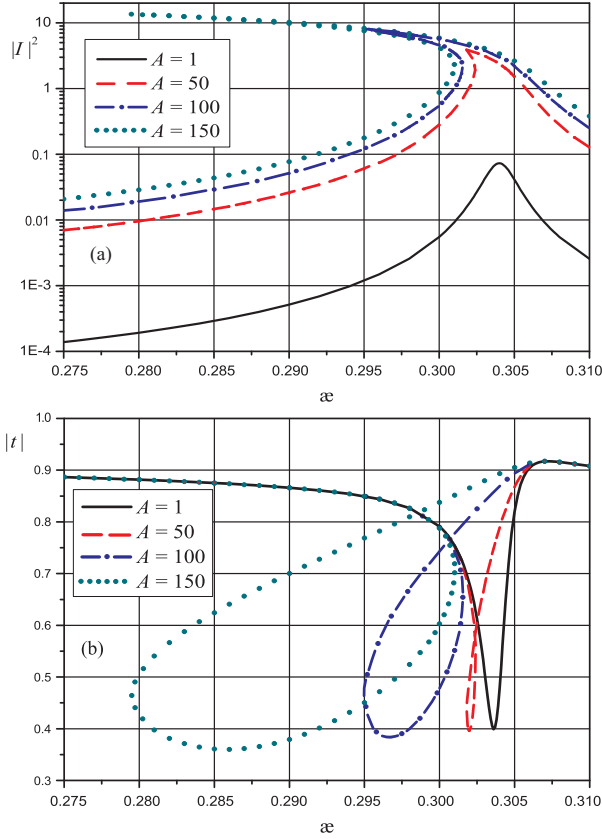 |I|²
10
1
0.1
0.01
1E−3
1E−4
A = 1
A = 50
A = 100
A = 150
(a)
0.275 0.280 0.285 0.290 0.295 0.300 0.305 0.310
æ
|t|
1.0
0.9
0.8
0.7
0.6
0.5
0.4
0.3
A = 1
A = 50
A = 100
A = 150
(b)
0.275 0.280 0.285 0.290 0.295 0.300 0.305 0.310
æ